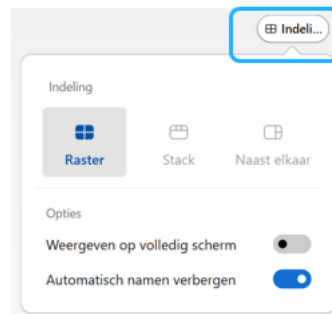 Indeli...
Indeling
Raster Stack Naast elkaar
Opties
Weergeven op volledig scherm
Automatisch namen verbergen